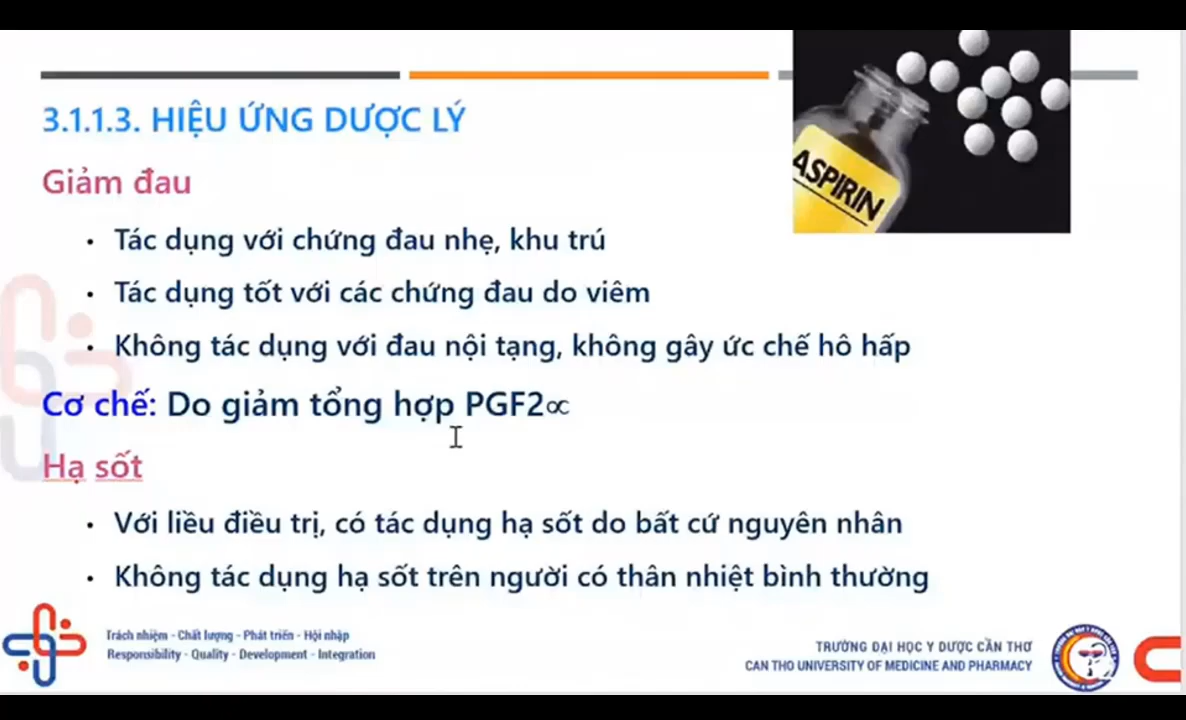 3.1.1.3. HIỆU ỨNG DƯỢC LÝ
ASPIRIN
Giảm đau
• Tác dụng với chứng đau nhẹ, khu trú
• Tác dụng tốt với các chứng đau do viêm
• Không tác dụng với đau nội tạng, không gây ức chế hô hấp
Cơ chế: Do giảm tổng hợp PGF2∝
Hạ sốt
• Với liều điều trị, có tác dụng hạ sốt do bất cứ nguyên nhân
• Không tác dụng hạ sốt trên người có thân nhiệt bình thường
Trách nhiệm - Chất lượng - Phát triển - Hội nhập
Responsibility - Quality - Development - Integration
TRƯỜNG ĐẠI HỌC Y DƯỢC CẦN THƠ
CAN THO UNIVERSITY OF MEDICINE AND PHARMACY